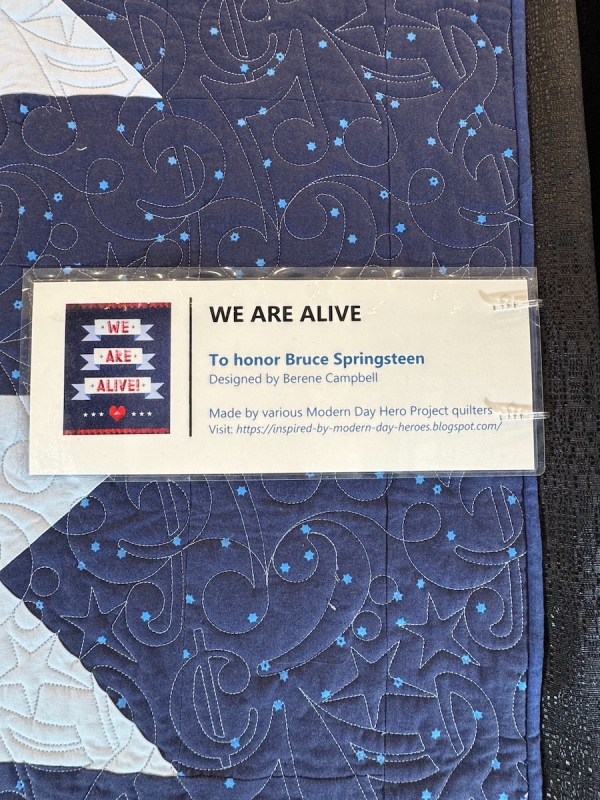 WE
ARE
ALIVE!
WE ARE ALIVE
To honor Bruce Springsteen
Designed by Berene Campbell
Made by various Modern Day Hero Project quilters
Visit: https://inspired-by-modern-day-heroes.blogspot.com/